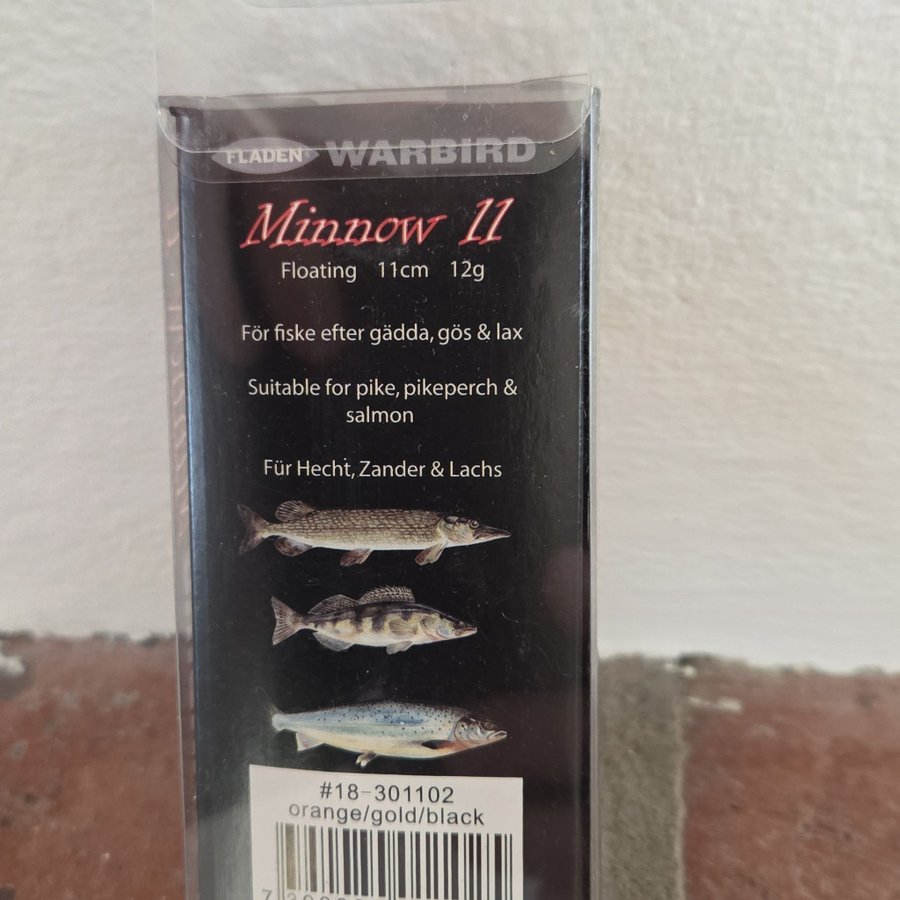 FLADEN WARBIRD
Minnow 11
Floating 11cm 12g
För fiske efter gädda, gös & lax
Suitable for pike, pikeperch &
salmon
Für Hecht, Zander & Lachs
#18-301102
orange/gold/black